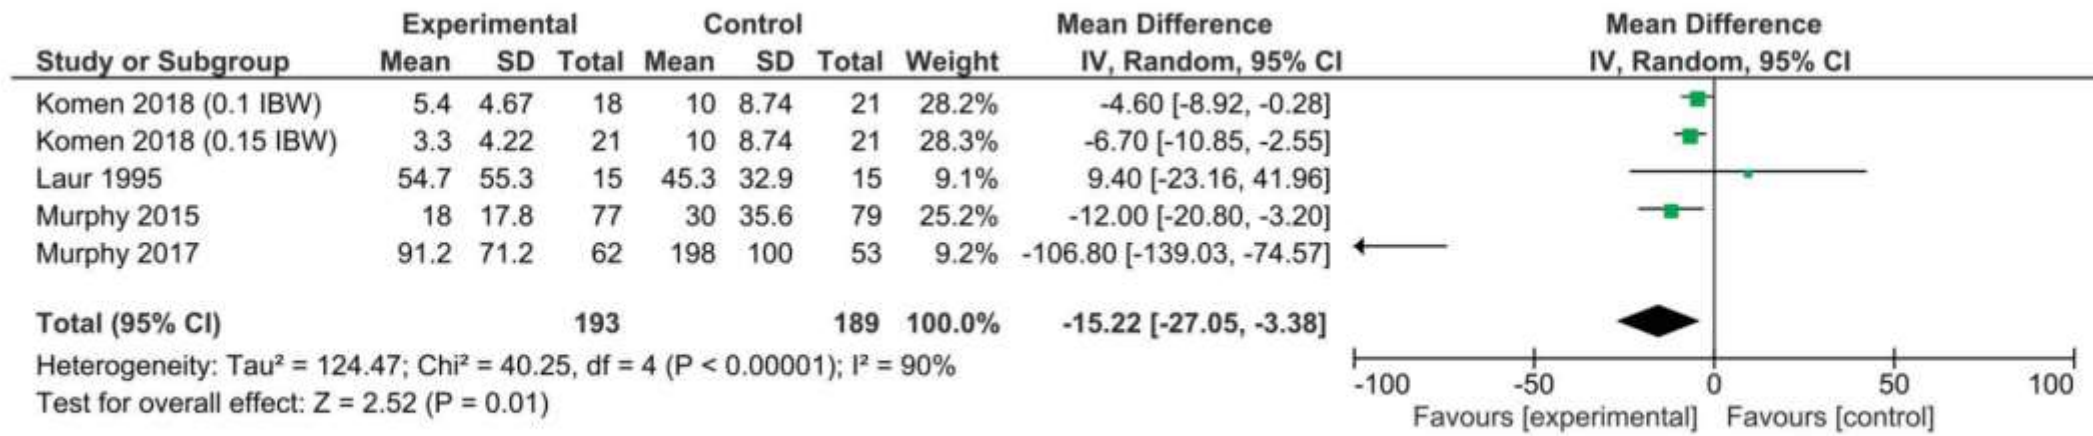 Experimental Control Mean Difference Mean Difference
Study or Subgroup Mean SD Total Mean SD Total Weight IV, Random, 95% CI IV, Random, 95% CI
Komen 2018 (0.1 IBW) 5.4 4.67 18 10 8.74 21 28.2% -4.60 [-8.92, -0.28]
Komen 2018 (0.15 IBW) 3.3 4.22 21 10 8.74 21 28.3% -6.70 [-10.85, -2.55]
Laur 1995 54.7 55.3 15 45.3 32.9 15 9.1% 9.40 [-23.16, 41.96]
Murphy 2015 18 17.8 77 30 35.6 79 25.2% -12.00 [-20.80, -3.20]
Murphy 2017 91.2 71.2 62 198 100 53 9.2% -106.80 [-139.03, -74.57]
Total (95% CI) 193 189 100.0% -15.22 [-27.05, -3.38]
Heterogeneity: Tau² = 124.47; Chi² = 40.25, df = 4 (P < 0.00001); I² = 90%
Test for overall effect: Z = 2.52 (P = 0.01)
-100 -50 0 50 100
Favours [experimental] Favours [control]